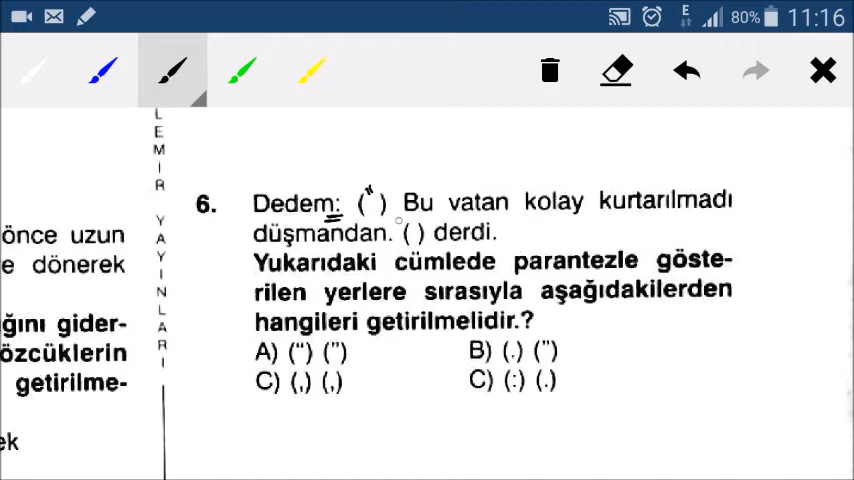 E 80% 11:16
LEMİR YAYINLARI
önce uzun
e dönerek
ğını gider-
özcüklerin
getirilme-
ek
6. Dedem: (") Bu vatan kolay kurtarılmadı
düşmandan. ( ) derdi.
Yukarıdaki cümlede parantezle göste-
rilen yerlere sırasıyla aşağıdakilerden
hangileri getirilmelidir.?
A) (“) (”) B) (.) (”)
C) (,) (,) C) (:) (.)